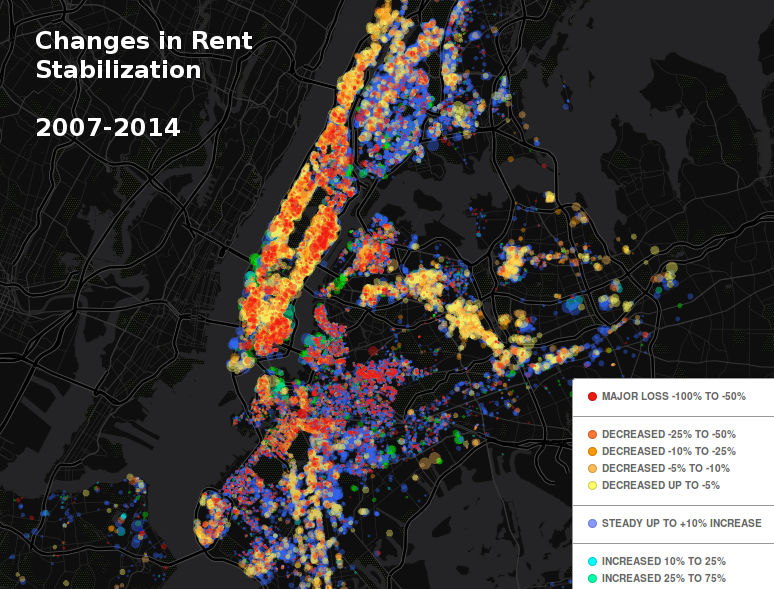 Changes in Rent
Stabilization
2007-2014
MAJOR LOSS -100% TO -50%
DECREASED -25% TO -50%
DECREASED -10% TO -25%
DECREASED -5% TO -10%
DECREASED UP TO -5%
STEADY UP TO +10% INCREASE
INCREASED 10% TO 25%
INCREASED 25% TO 75%